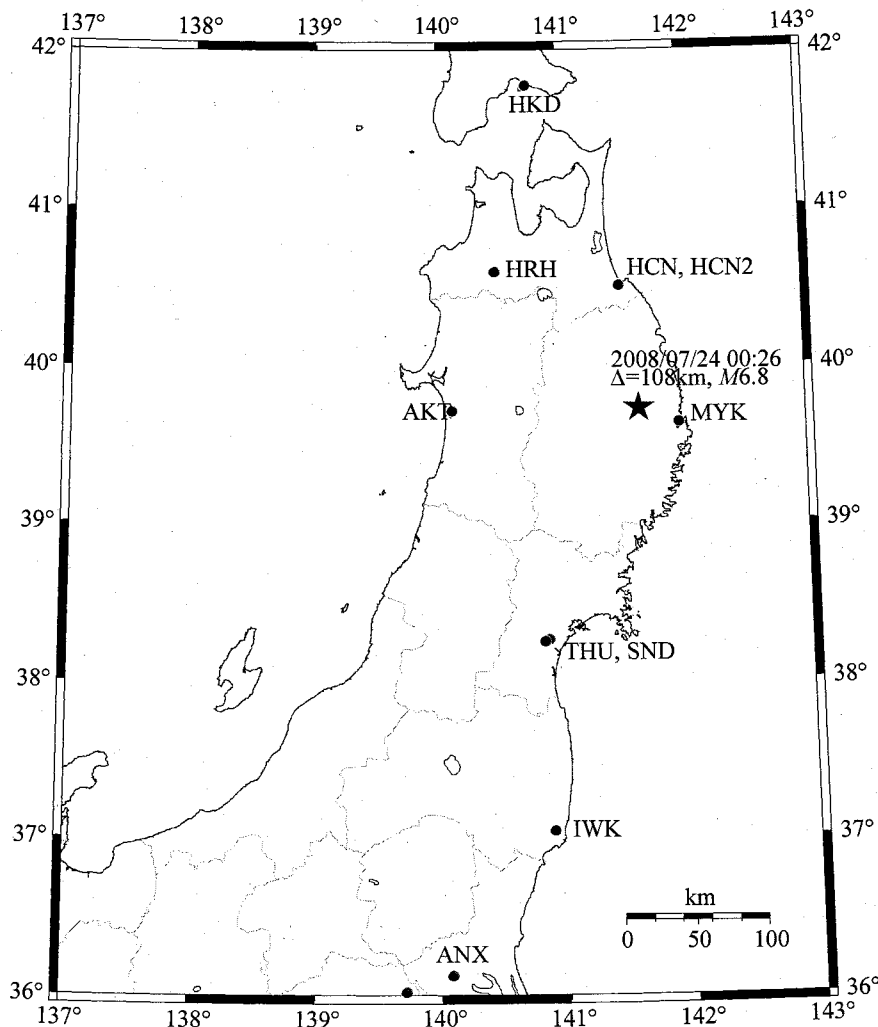 137° 138° 139° 140° 141° 142° 143°
42° 42°
HKD
41° 41°
HRH HCN, HCN2
40° 40°
2008/07/24 00:26
Δ=108km, M6.8
AKT MYK
39° 39°
THU, SND
38° 38°
37° IWK 37°
km
0 50 100
ANX
36° 36°
137° 138° 139° 140° 141° 142° 143°